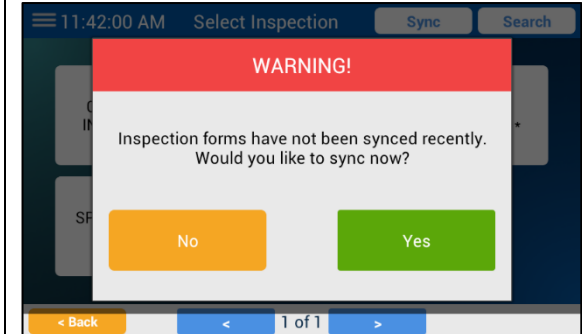 11:42:00 AM Select Inspection Sync Search
WARNING!
Inspection forms have not been synced recently.
Would you like to sync now?
No Yes
< Back < 1 of 1 >